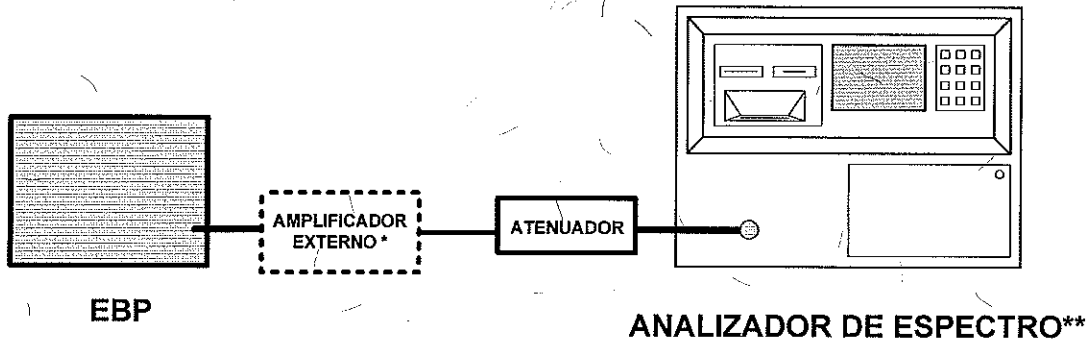 AMPLIFICADOR
EXTERNO*
ATENUADOR
EBP
ANALIZADOR DE ESPECTRO**